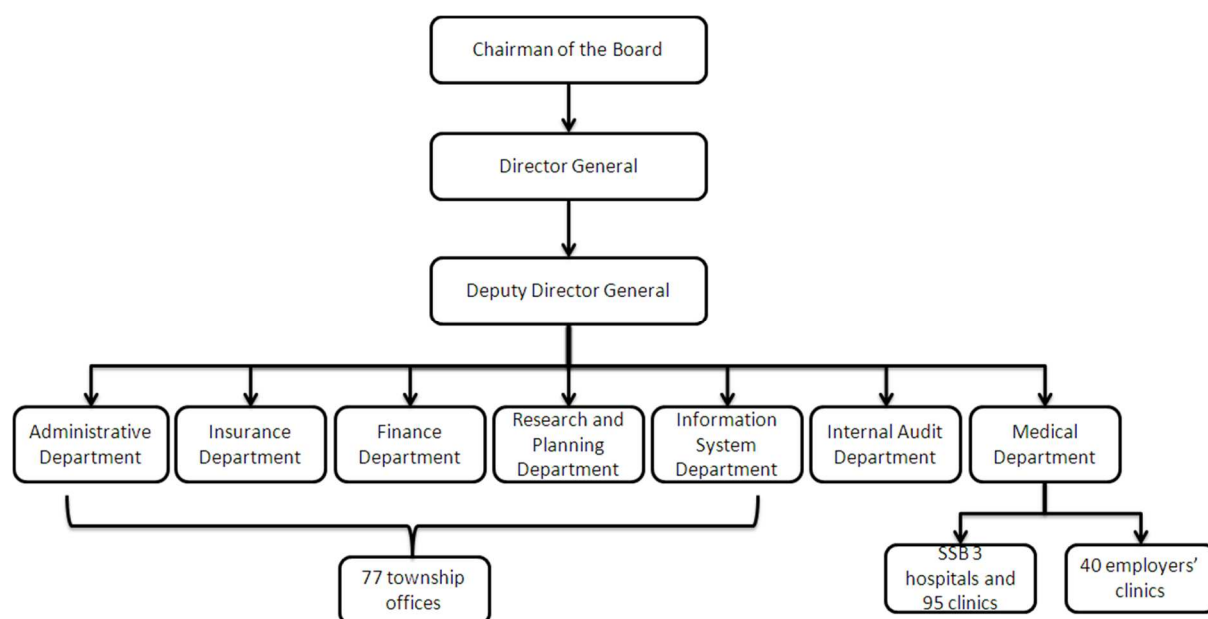 Chairman of the Board
Director General
Deputy Director General
Administrative
Department
Insurance
Department
Finance
Department
Research and
Planning
Department
Information
System
Department
Internal Audit
Department
Medical
Department
77 township
offices
SSB 3
hospitals and
95 clinics
40 employers’
clinics